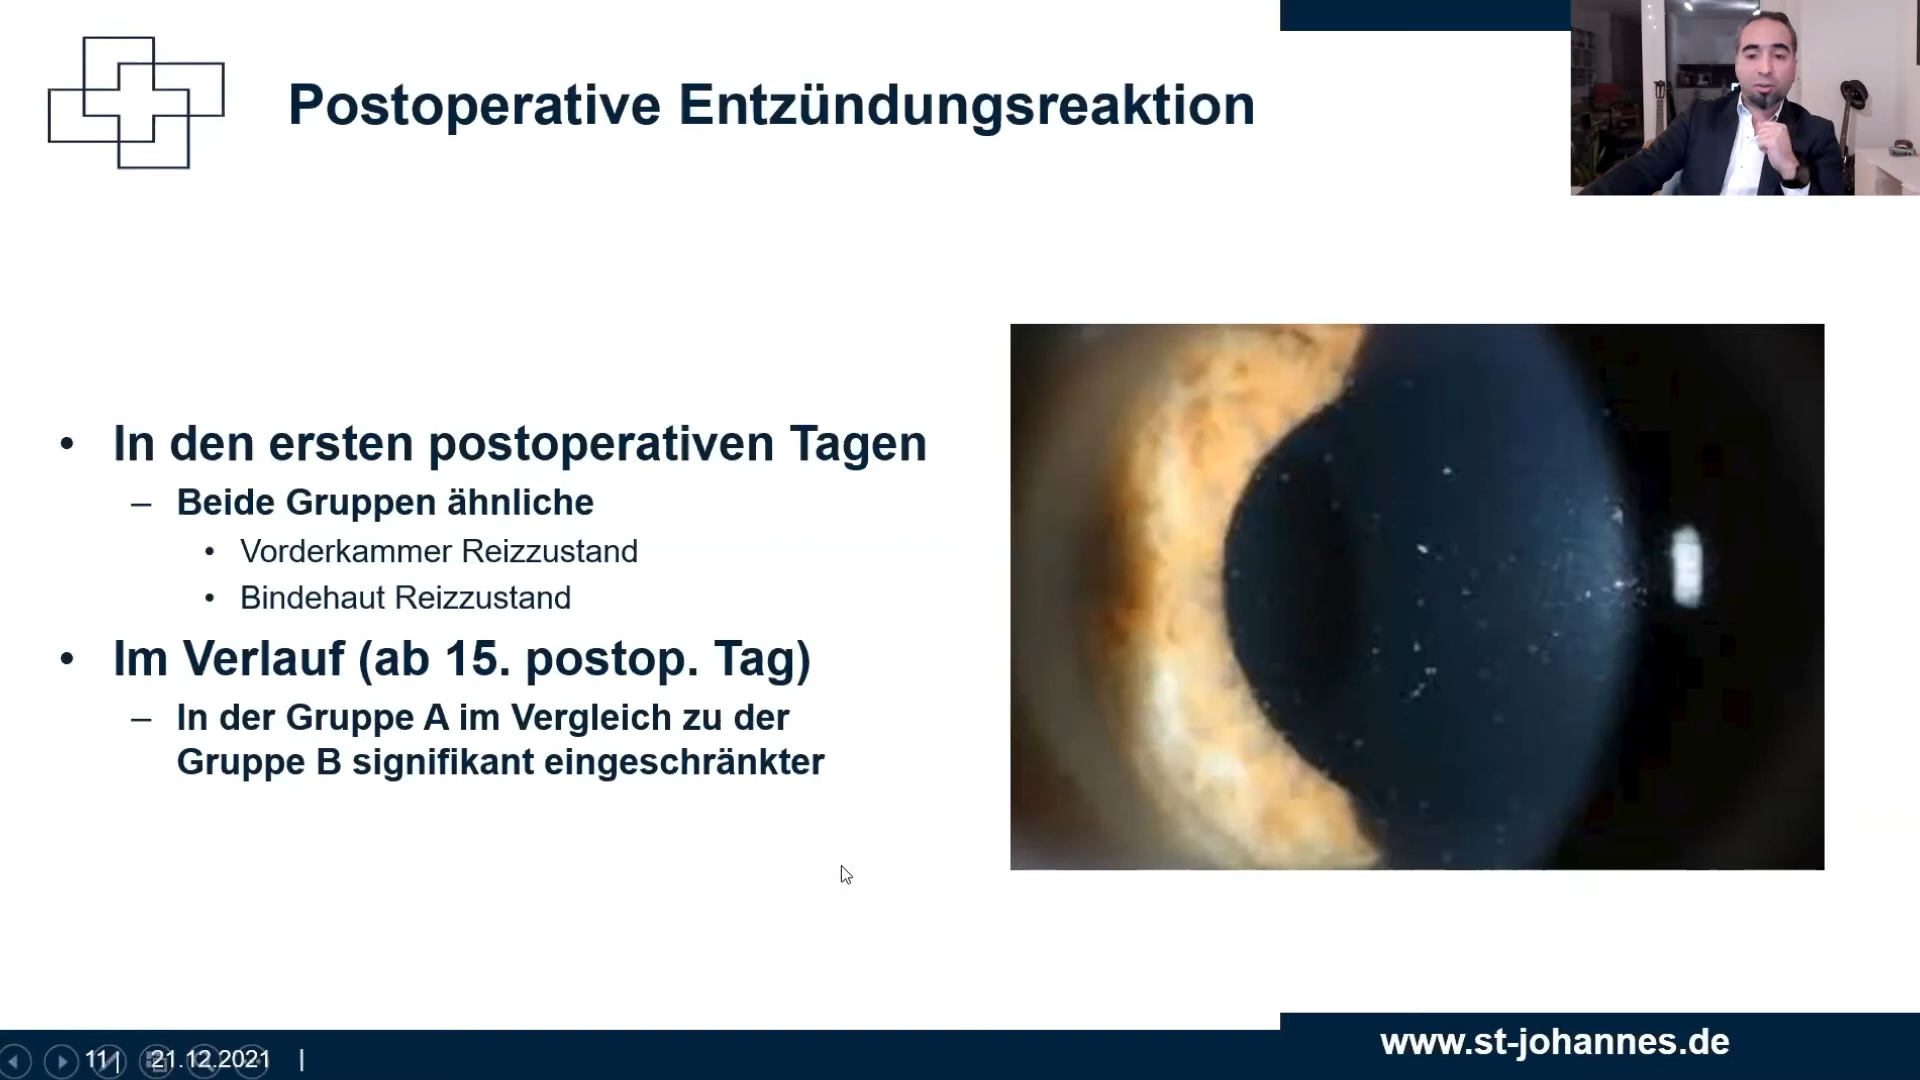 Postoperative Entzündungsreaktion
• In den ersten postoperativen Tagen
– Beide Gruppen ähnliche
• Vorderkammer Reizzustand
• Bindehaut Reizzustand
• Im Verlauf (ab 15. postop. Tag)
– In der Gruppe A im Vergleich zu der
Gruppe B signifikant eingeschränkter
www.st-johannes.de
11 | 21.12.2021 |